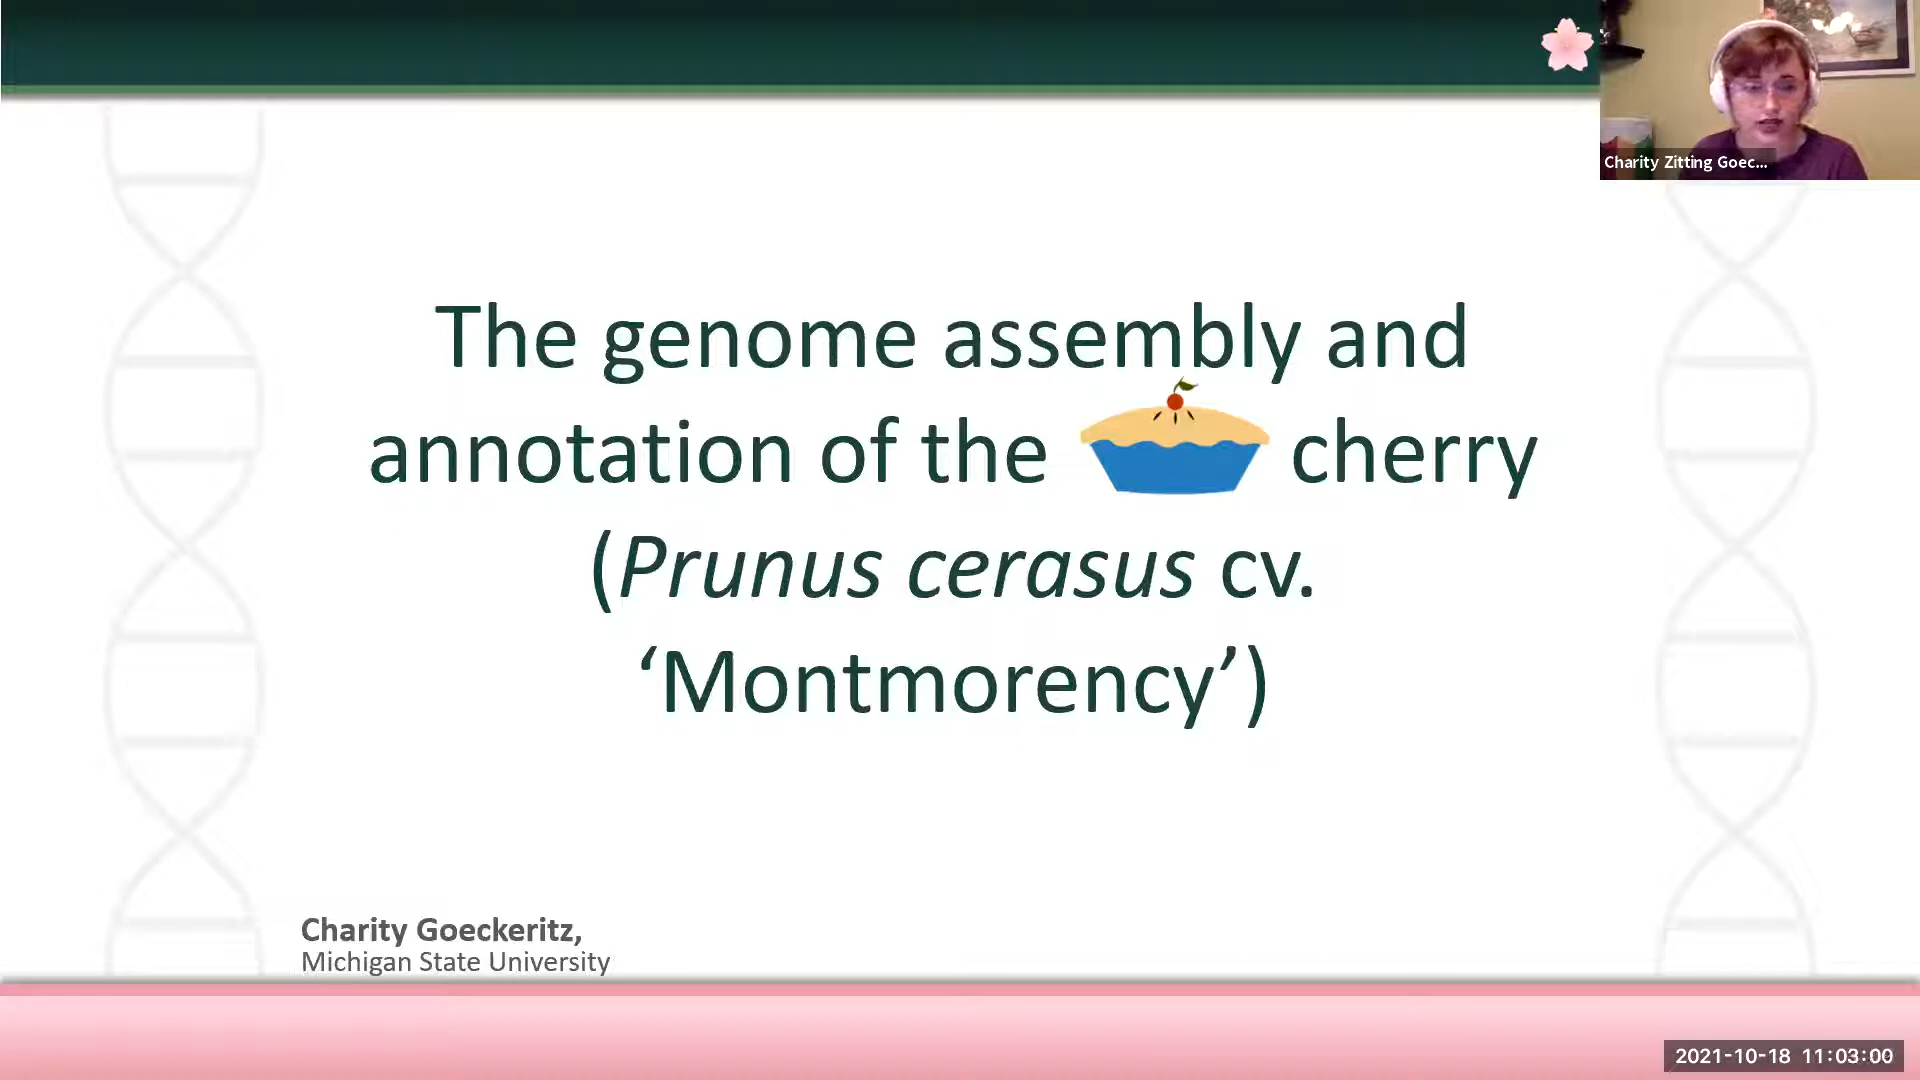 Charity Zitting Goec...
The genome assembly and
annotation of the cherry
(Prunus cerasus cv.
‘Montmorency’)
Charity Goeckeritz,
Michigan State University
2021-10-18 11:03:00